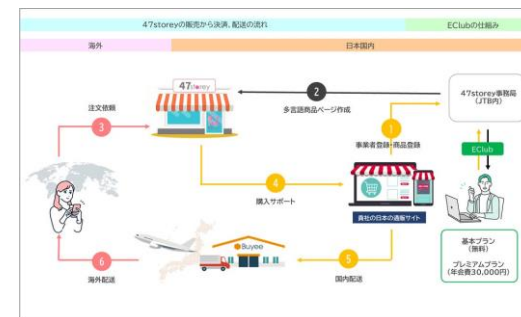 47storeyの販売から決済、配送の流れ
EClubの仕組み
海外
日本国内
47storey
2
多言語商品ページ作成
47storey事務局
(JTB内)
注文依頼
3
1
事業者登録・商品登録
EClub
4
購入サポート
貴社の日本の通販サイト
Buyee
6
海外配送
5
国内配送
基本プラン
(無料)
プレミアムプラン
(年会費30,000円)